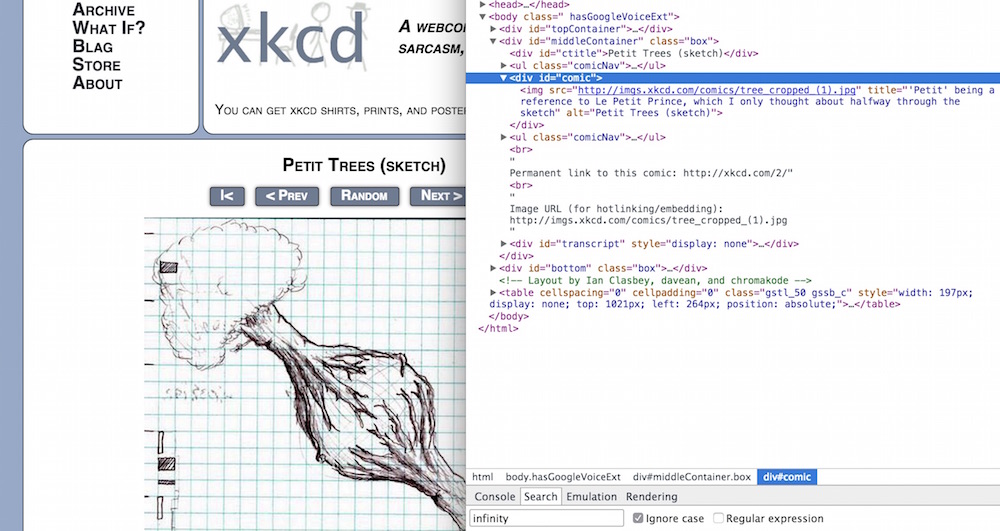 ARCHIVE
WHAT IF?
BLAG
STORE
ABOUT
xkcd
A WEBCO
SARCASM,
YOU CAN GET XKCD SHIRTS, PRINTS, AND POSTE
PETIT TREES (SKETCH)
|<
< PREV
RANDOM
NEXT >
▶<head>…</head>
▼<body class=" hasGoogleVoiceExt">
▶<div id="topContainer">…</div>
▼<div id="middleContainer" class="box">
<div id="ctitle">Petit Trees (sketch)</div>
▶<ul class="comicNav">…</ul>
▼<div id="comic">
<img src="http://imgs.xkcd.com/comics/tree_cropped_(1).jpg" title="'Petit' being a
reference to Le Petit Prince, which I only thought about halfway through the
sketch" alt="Petit Trees (sketch)">
</div>
▶<ul class="comicNav">…</ul>
<br>
"
Permanent link to this comic: http://xkcd.com/2/"
<br>
"
Image URL (for hotlinking/embedding):
http://imgs.xkcd.com/comics/tree_cropped_(1).jpg
"
▶<div id="transcript" style="display: none">…</div>
</div>
▶<div id="bottom" class="box">…</div>
<!-- Layout by Ian Clasbey, davean, and chromakode -->
▶<table cellspacing="0" cellpadding="0" class="gstl_50 gssb_c" style="width: 197px;
display: none; top: 1021px; left: 264px; position: absolute;">…</table>
</body>
</html>
html body.hasGoogleVoiceExt div#middleContainer.box div#comic
Console Search Emulation Rendering
infinity Ignore case Regular expression